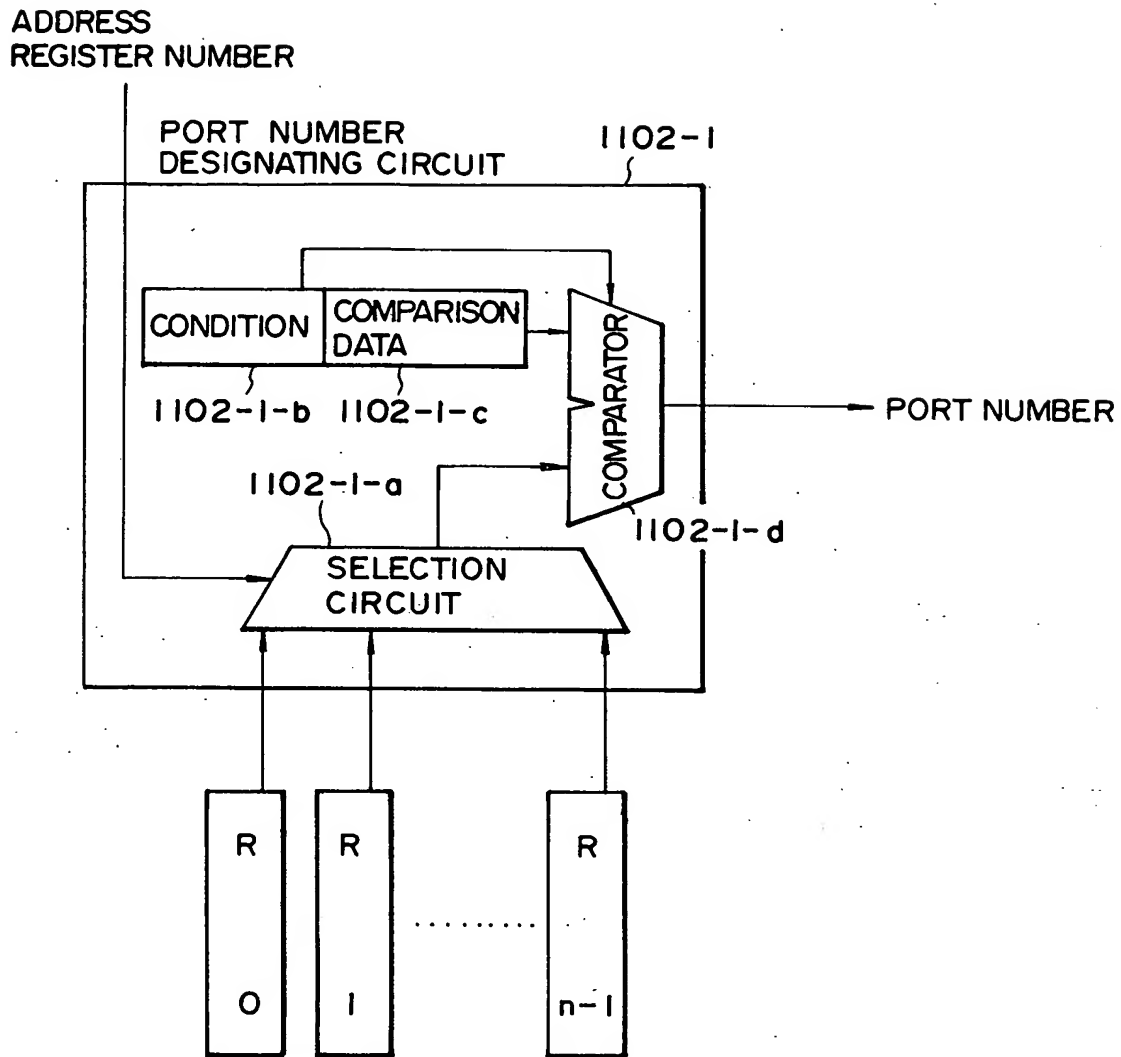 ADDRESS
REGISTER NUMBER
PORT NUMBER
DESIGNATING CIRCUIT
1102-1
CONDITION
COMPARISON
DATA
COMPARATOR
1102-1-b
1102-1-c
PORT NUMBER
1102-1-a
1102-1-d
SELECTION
CIRCUIT
R
R
R
0
1
n-1